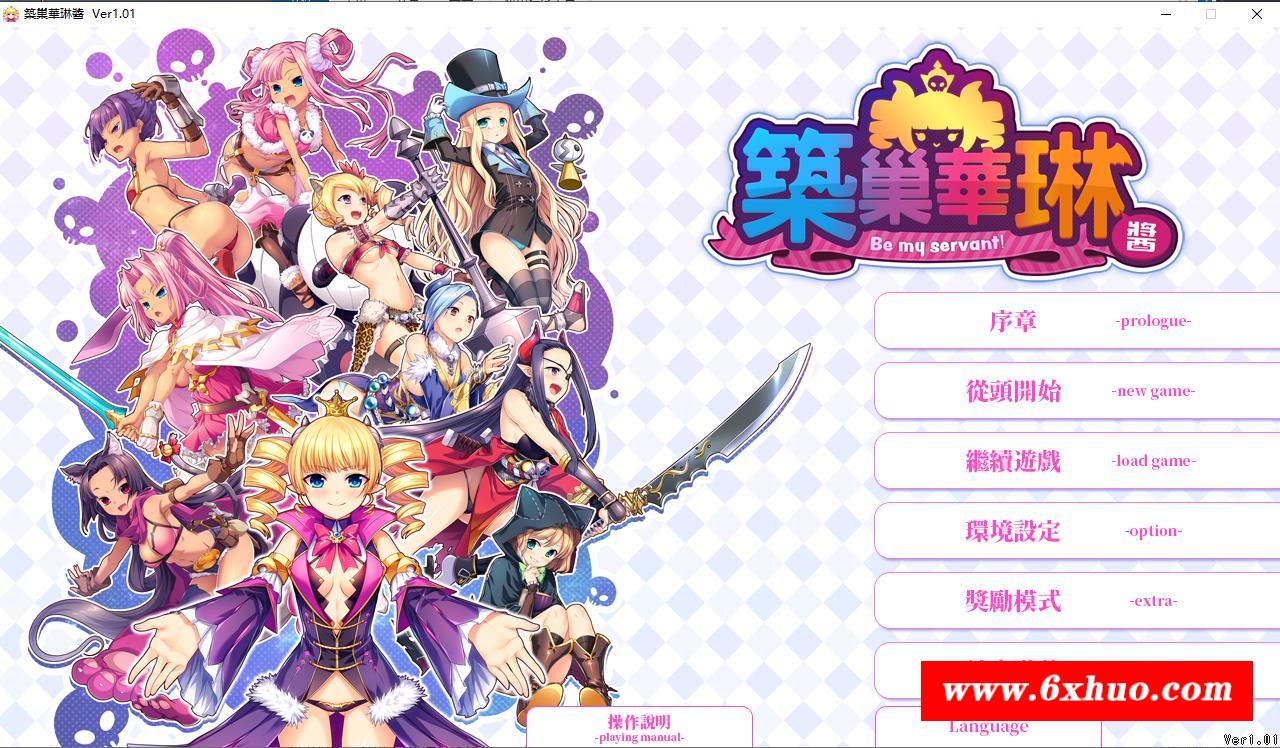 築巢華琳醬 Ver1.01
築巢華琳醬
Be my servant!
序章 -prologue-
從頭開始 -new game-
繼續遊戲 -load game-
環境設定 -option-
獎勵模式 -extra-
www.6xhuo.com
操作說明
-playing manual-
Language
Ver1.01